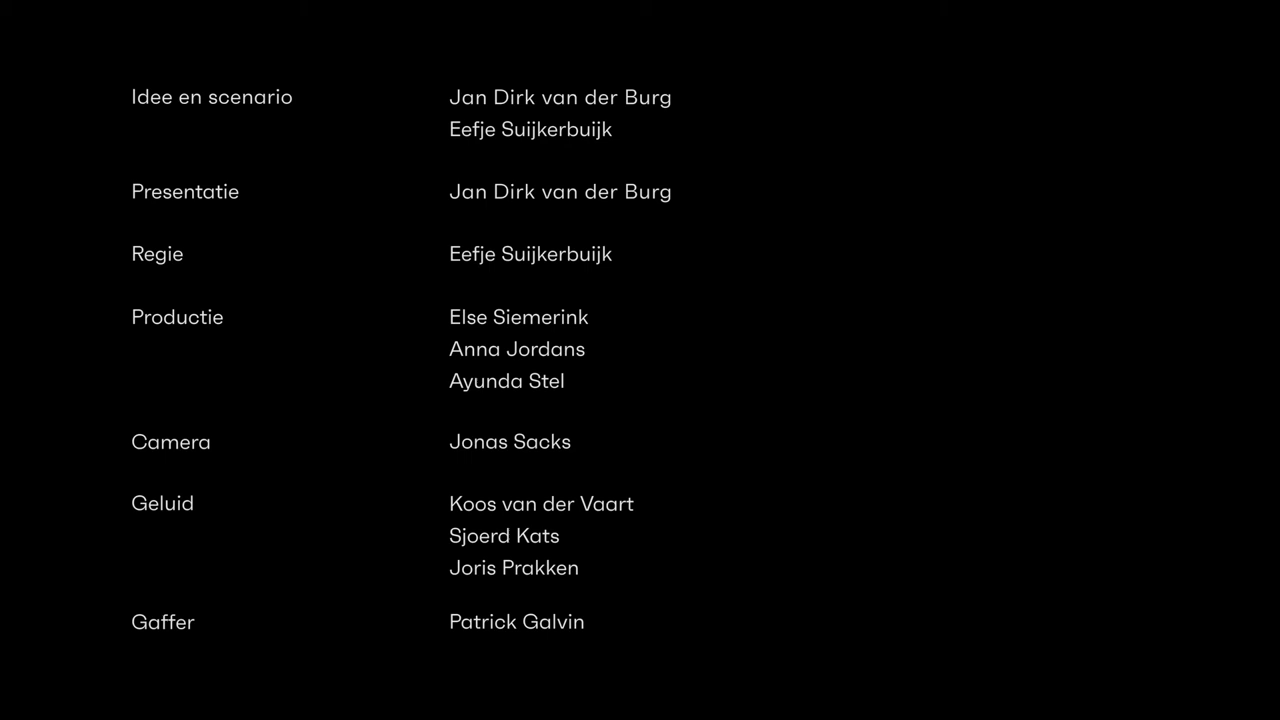 Idee en scenario Jan Dirk van der Burg
Eefje Suijkerbuijk
Presentatie Jan Dirk van der Burg
Regie Eefje Suijkerbuijk
Productie Else Siemerink
Anna Jordans
Ayunda Stel
Camera Jonas Sacks
Geluid Koos van der Vaart
Sjoerd Kats
Joris Prakken
Gaffer Patrick Galvin